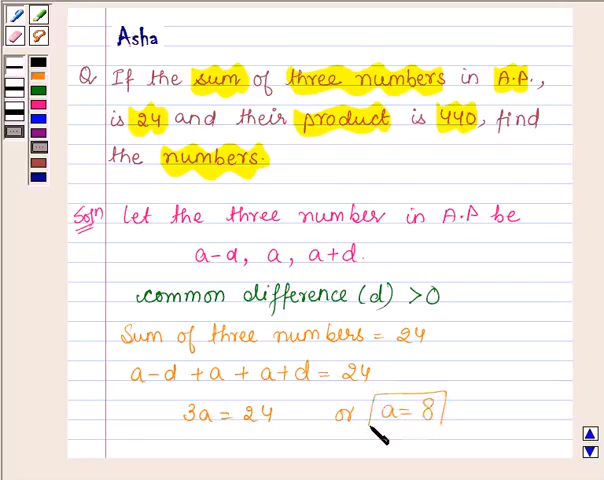 Asha
Q If the sum of three numbers in A.P.,
is 24 and their product is 440, find
the numbers.
Soln let the three number in A.P be
a-d, a, a+d.
common difference (d) >0
Sum of three numbers = 24
a-d +a + a+d = 24
3a = 24 or a= 8